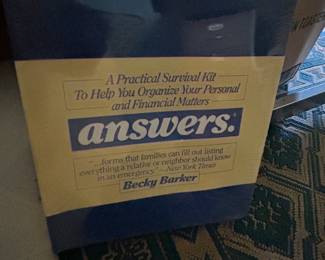 A Practical Survival Kit
To Help You Organize Your Personal
and Financial Matters
answers.®
"...forms that families can fill out listing
everything a relative or neighbor should know
in an emergency." —New York Times
Becky Barker